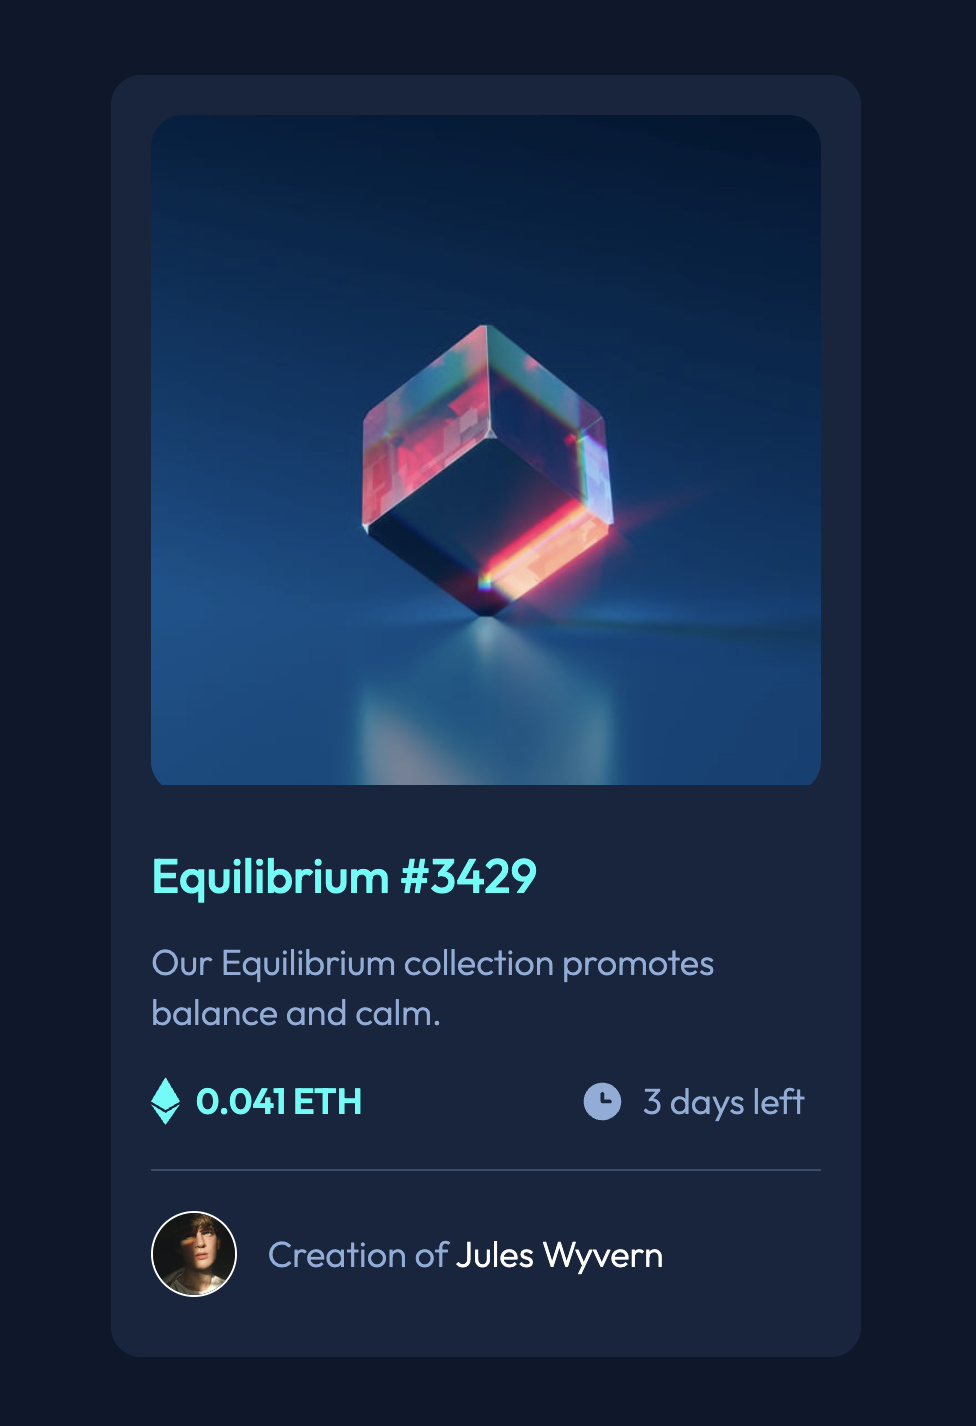 Equilibrium #3429
Our Equilibrium collection promotes
balance and calm.
0.041 ETH
3 days left
Creation of Jules Wyvern